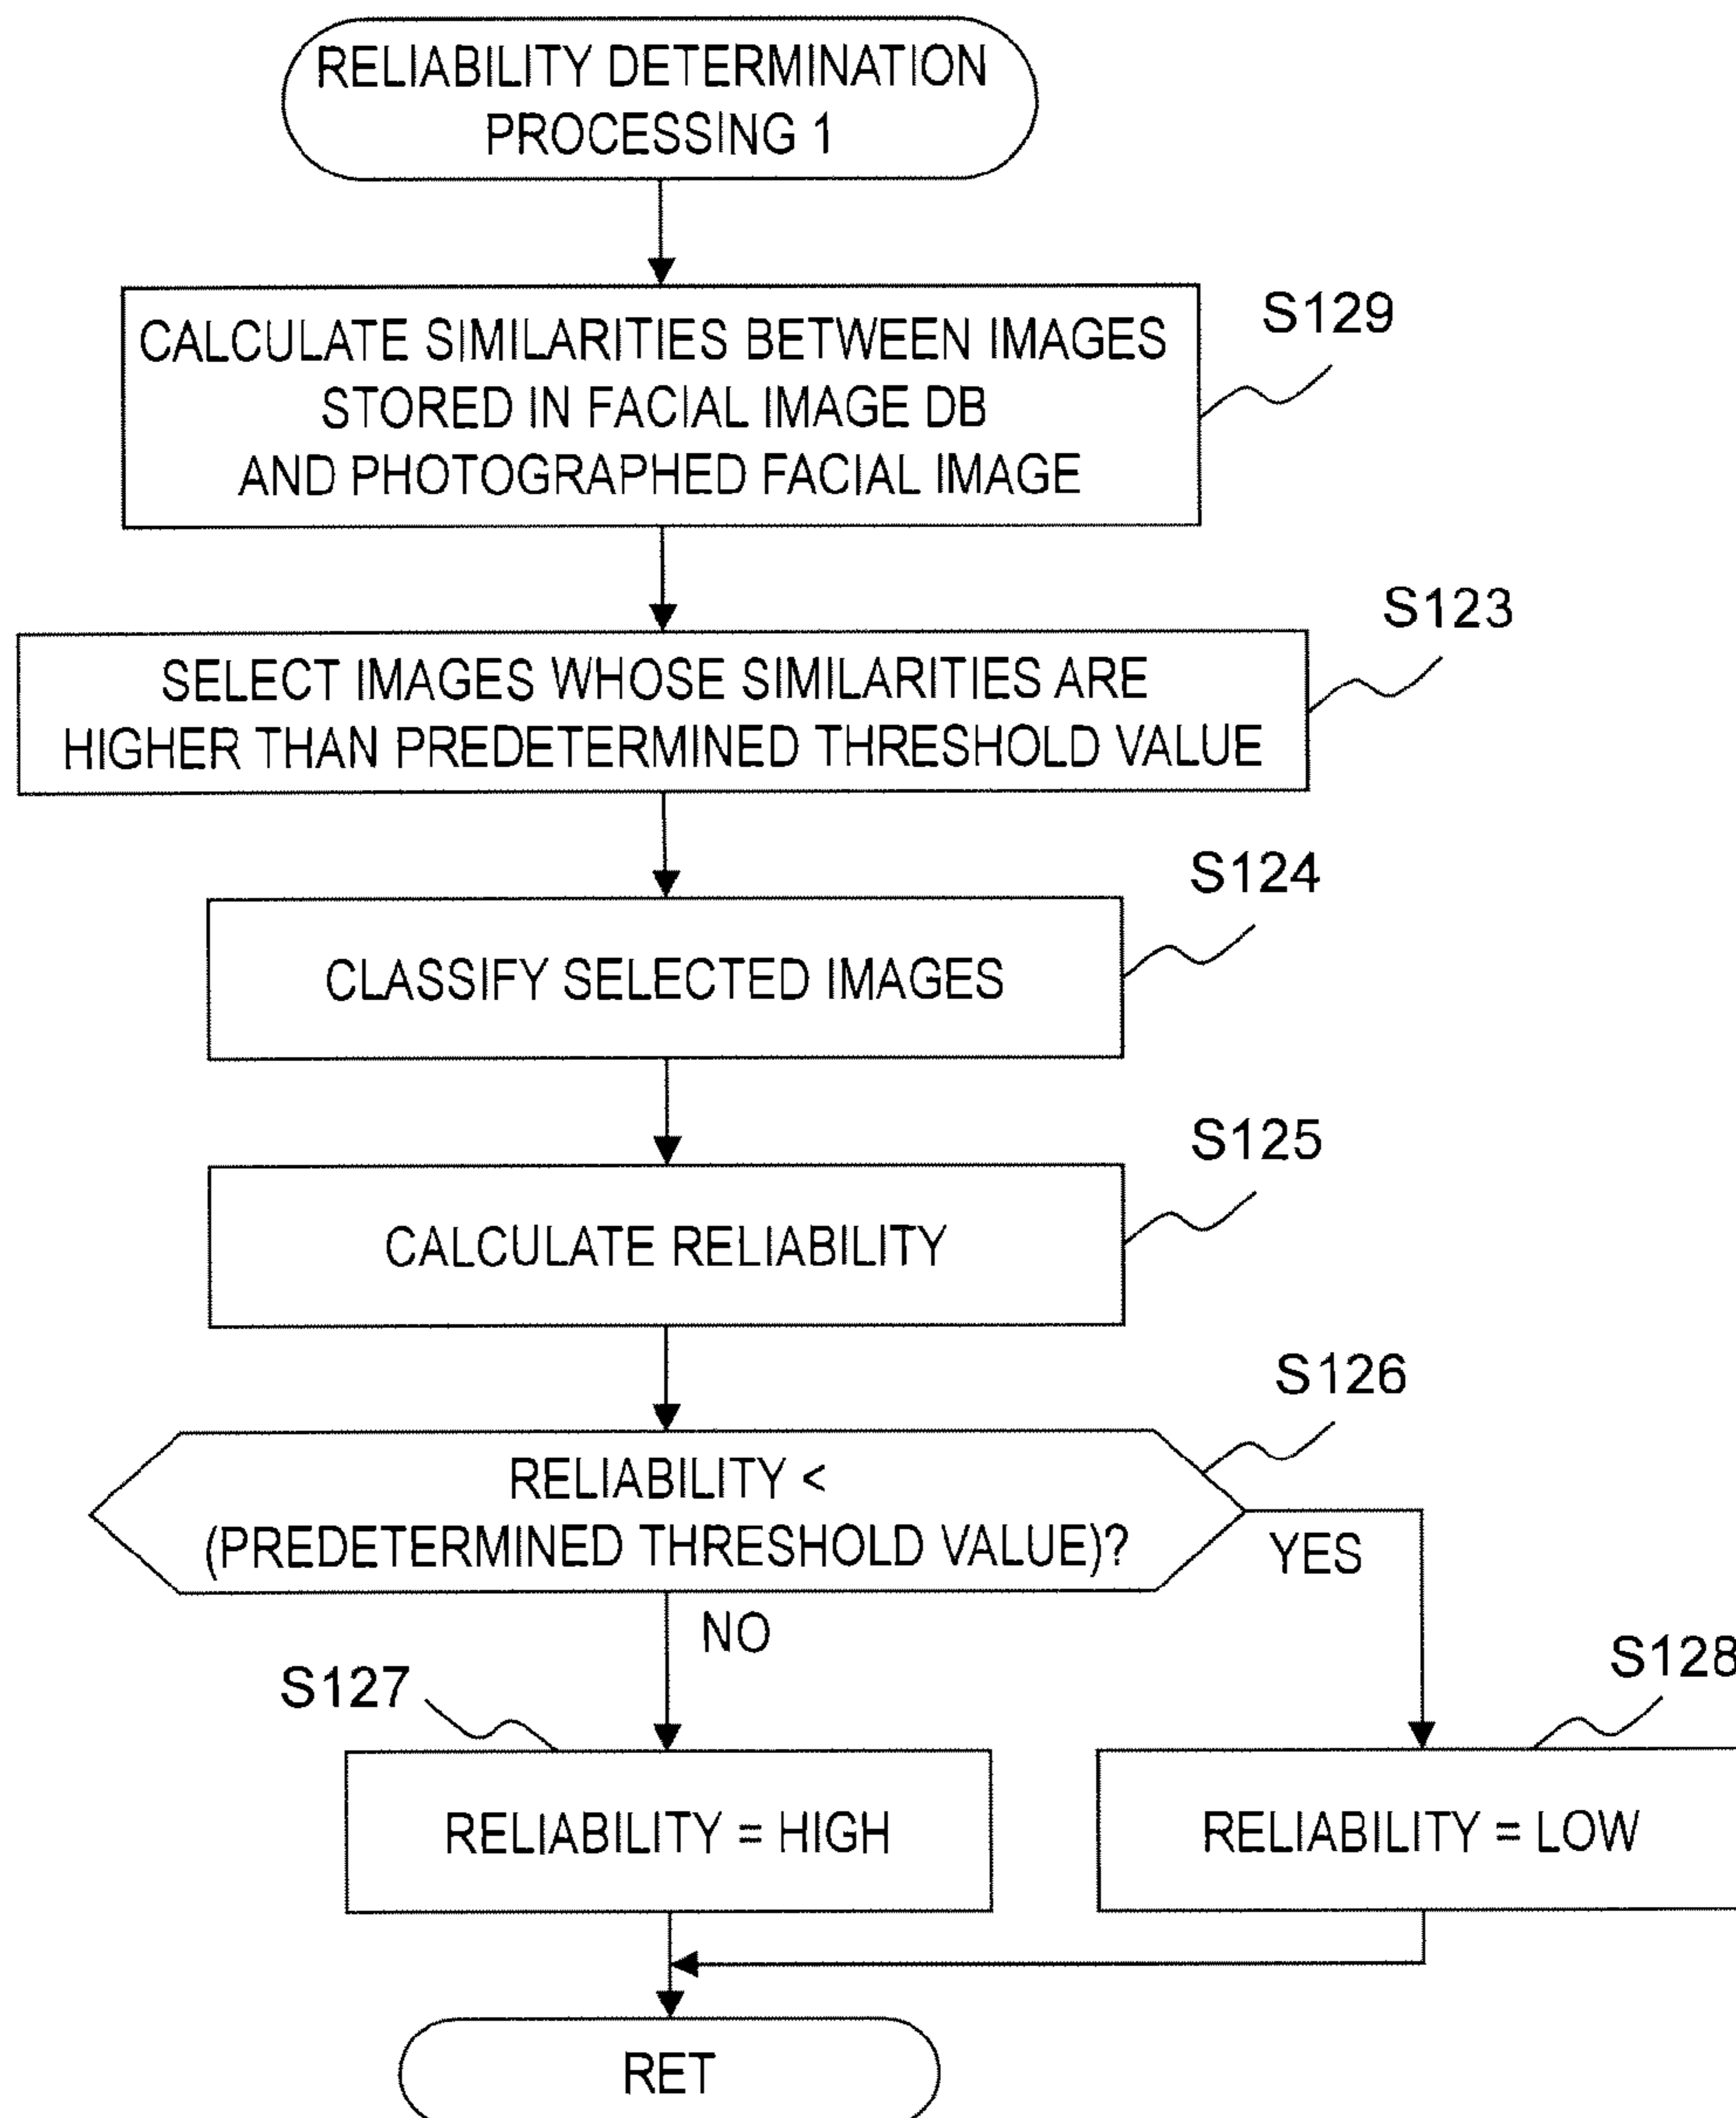 RELIABILITY DETERMINATION
PROCESSING 1
CALCULATE SIMILARITIES BETWEEN IMAGES
STORED IN FACIAL IMAGE DB
AND PHOTOGRAPHED FACIAL IMAGE
S129
SELECT IMAGES WHOSE SIMILARITIES ARE
HIGHER THAN PREDETERMINED THRESHOLD VALUE
S123
CLASSIFY SELECTED IMAGES
S124
CALCULATE RELIABILITY
S125
RELIABILITY <
(PREDETERMINED THRESHOLD VALUE)?
S126
YES
NO
S127
RELIABILITY = HIGH
S128
RELIABILITY = LOW
RET